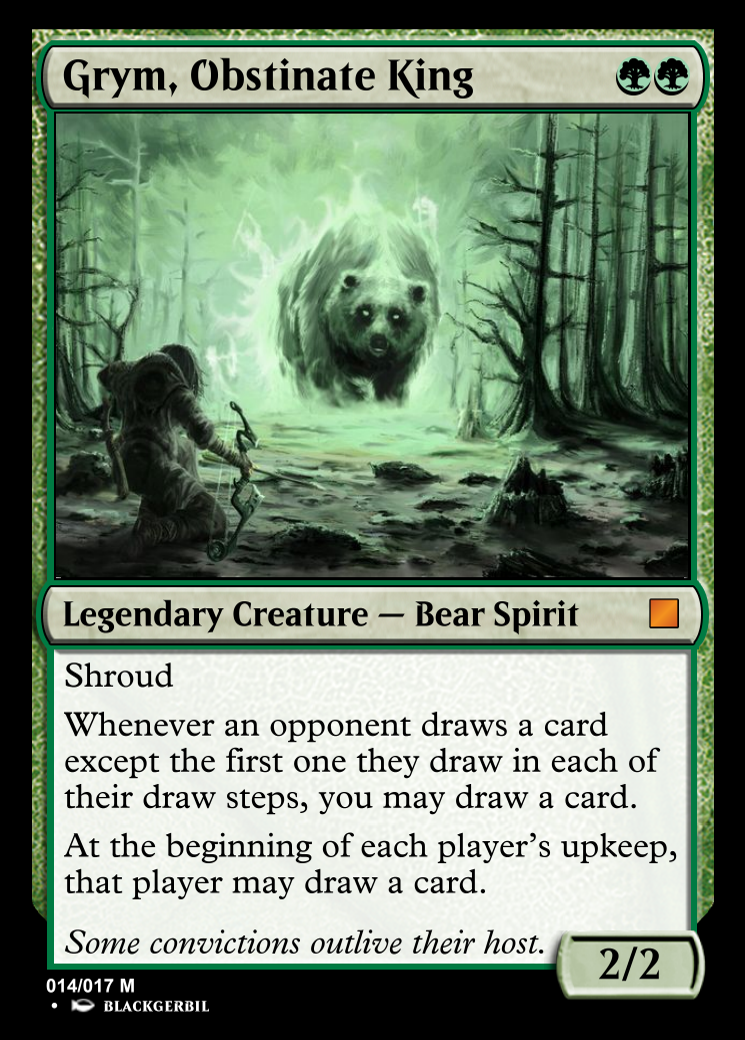 Grym, Obstinate King
Legendary Creature — Bear Spirit
Shroud
Whenever an opponent draws a card
except the first one they draw in each of
their draw steps, you may draw a card.
At the beginning of each player's upkeep,
that player may draw a card.
Some convictions outlive their host.
2/2
014/017 M
• BLACKGERBIL